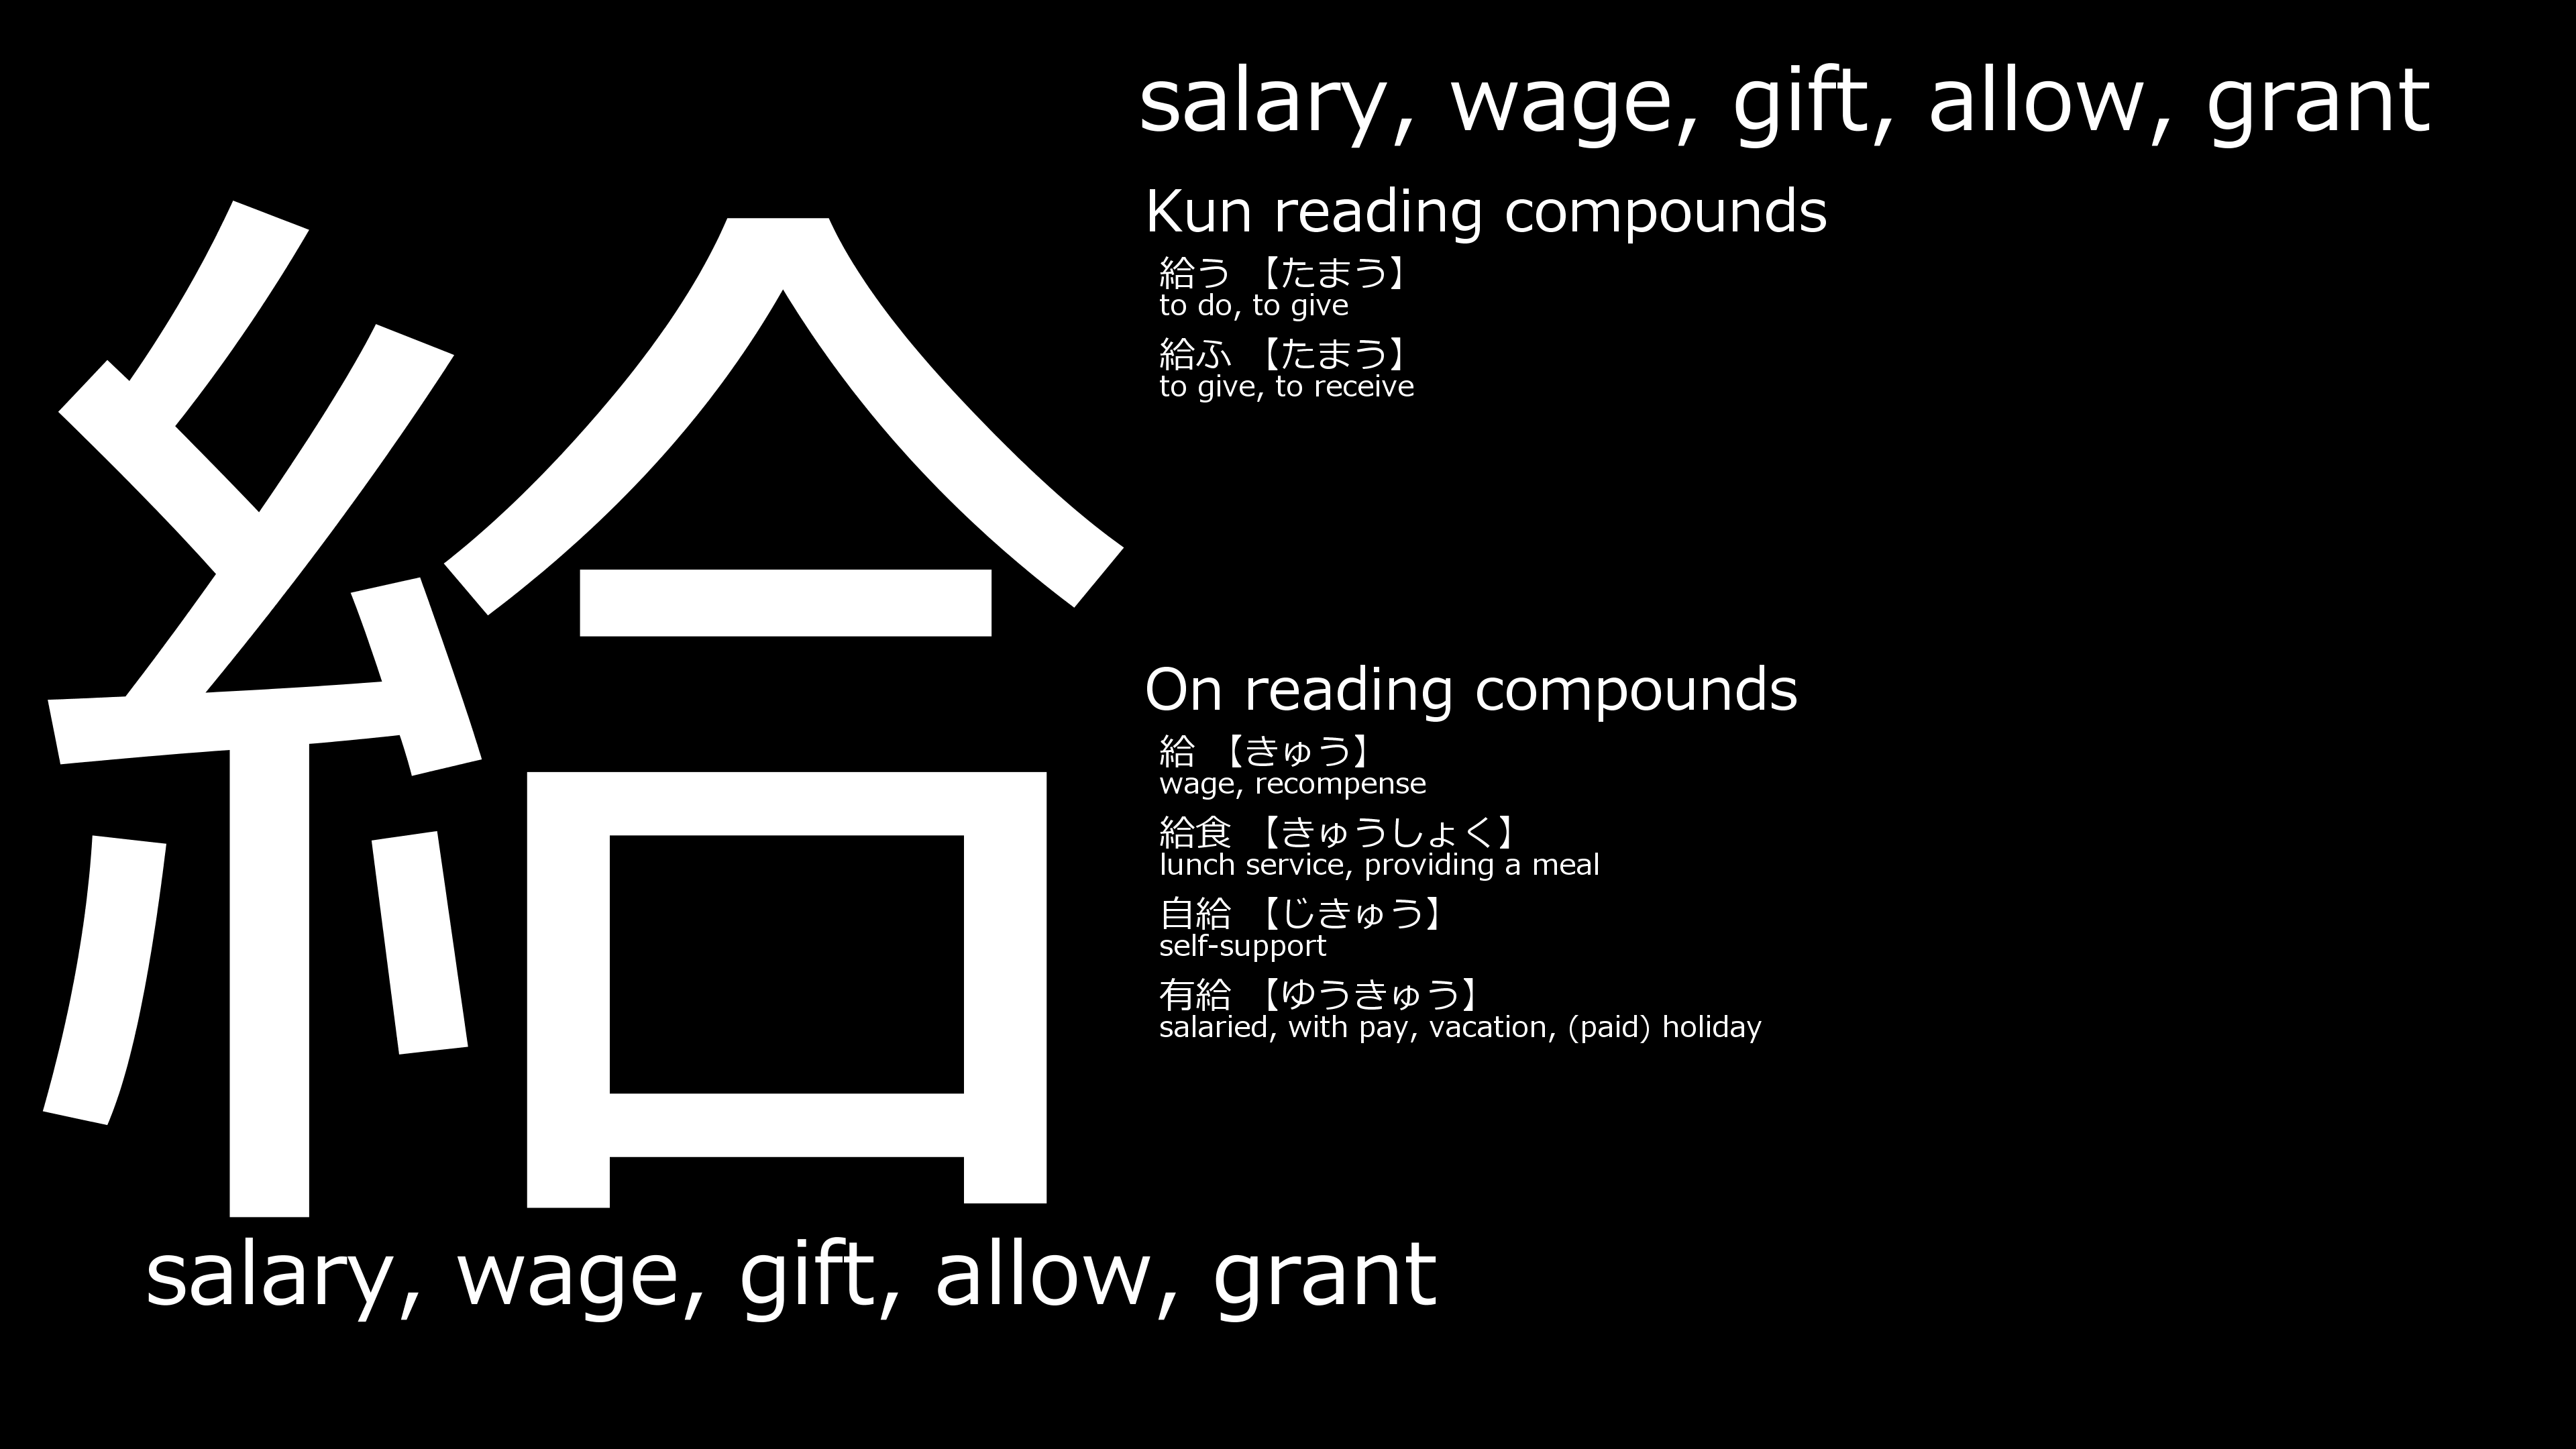 給
salary, wage, gift, allow, grant
salary, wage, gift, allow, grant
Kun reading compounds
給う 【たまう】
to do, to give
給ふ 【たまう】
to give, to receive
On reading compounds
給 【きゅう】
wage, recompense
給食 【きゅうしょく】
lunch service, providing a meal
自給 【じきゅう】
self-support
有給 【ゆうきゅう】
salaried, with pay, vacation, (paid) holiday